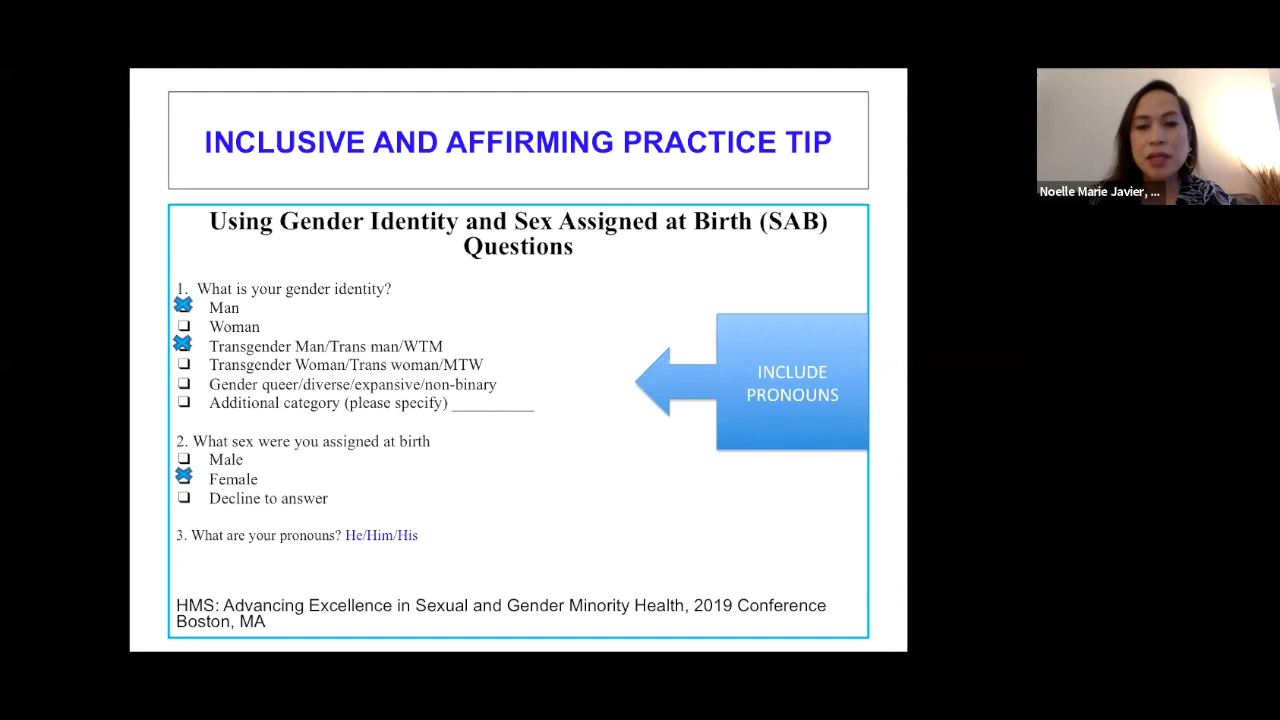 INCLUSIVE AND AFFIRMING PRACTICE TIP
Using Gender Identity and Sex Assigned at Birth (SAB)
Questions
1. What is your gender identity?
Man
Woman
Transgender Man/Trans man/WTM
Transgender Woman/Trans woman/MTW
Gender queer/diverse/expansive/non-binary
Additional category (please specify) __________
INCLUDE
PRONOUNS
2. What sex were you assigned at birth
Male
Female
Decline to answer
3. What are your pronouns? He/Him/His
HMS: Advancing Excellence in Sexual and Gender Minority Health, 2019 Conference
Boston, MA
Noelle Marie Javier, ...